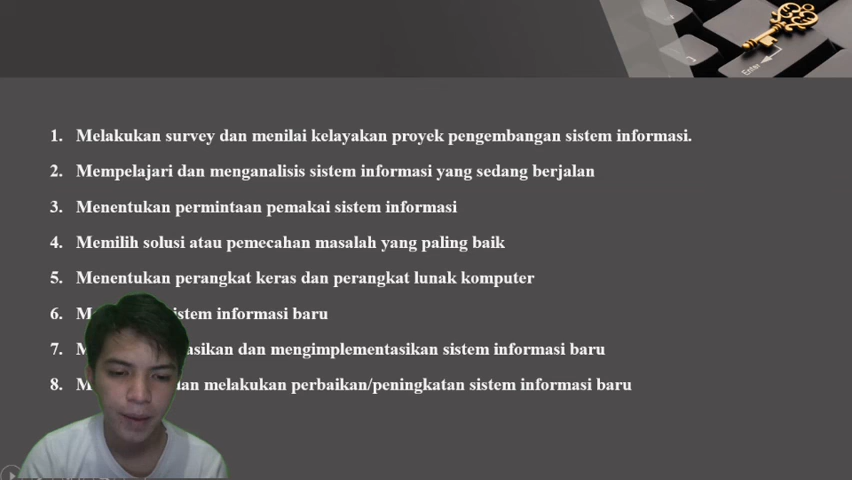 Enter
1. Melakukan survey dan menilai kelayakan proyek pengembangan sistem informasi.
2. Mempelajari dan menganalisis sistem informasi yang sedang berjalan
3. Menentukan permintaan pemakai sistem informasi
4. Memilih solusi atau pemecahan masalah yang paling baik
5. Menentukan perangkat keras dan perangkat lunak komputer
6. sistem informasi baru
7. dan mengimplementasikan sistem informasi baru
8. melakukan perbaikan/peningkatan sistem informasi baru